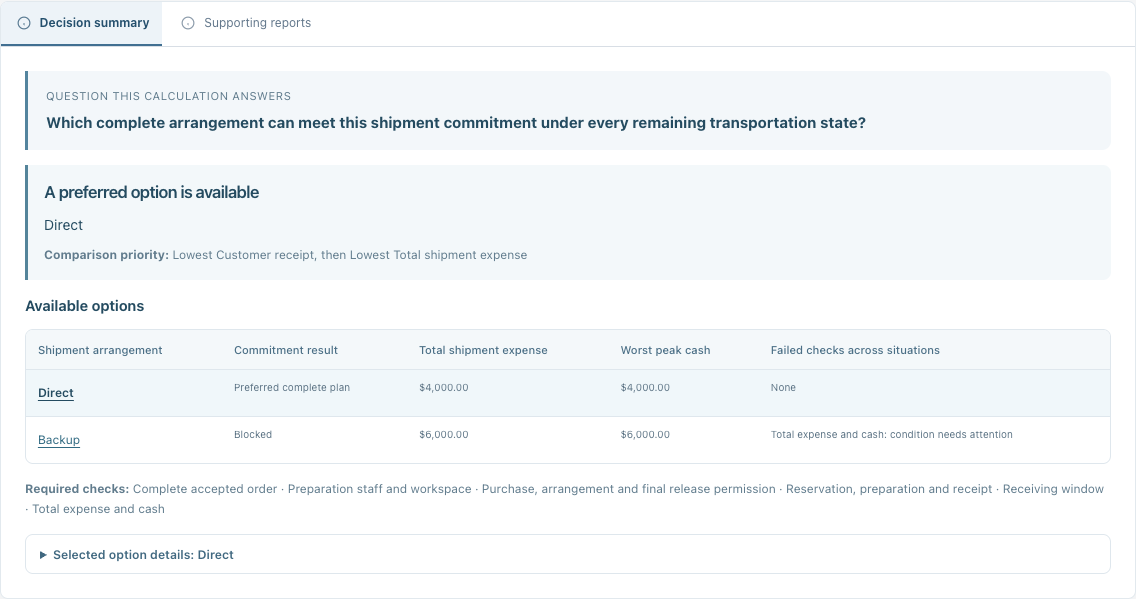 Decision summary
Supporting reports
QUESTION THIS CALCULATION ANSWERS
Which complete arrangement can meet this shipment commitment under every remaining transportation state?
A preferred option is available
Direct
Comparison priority: Lowest Customer receipt, then Lowest Total shipment expense
Available options
Shipment arrangement Commitment result Total shipment expense Worst peak cash Failed checks across situations
Direct Preferred complete plan $4,000.00 $4,000.00 None
Backup Blocked $6,000.00 $6,000.00 Total expense and cash: condition needs attention
Required checks: Complete accepted order · Preparation staff and workspace · Purchase, arrangement and final release permission · Reservation, preparation and receipt · Receiving window
· Total expense and cash
Selected option details: Direct